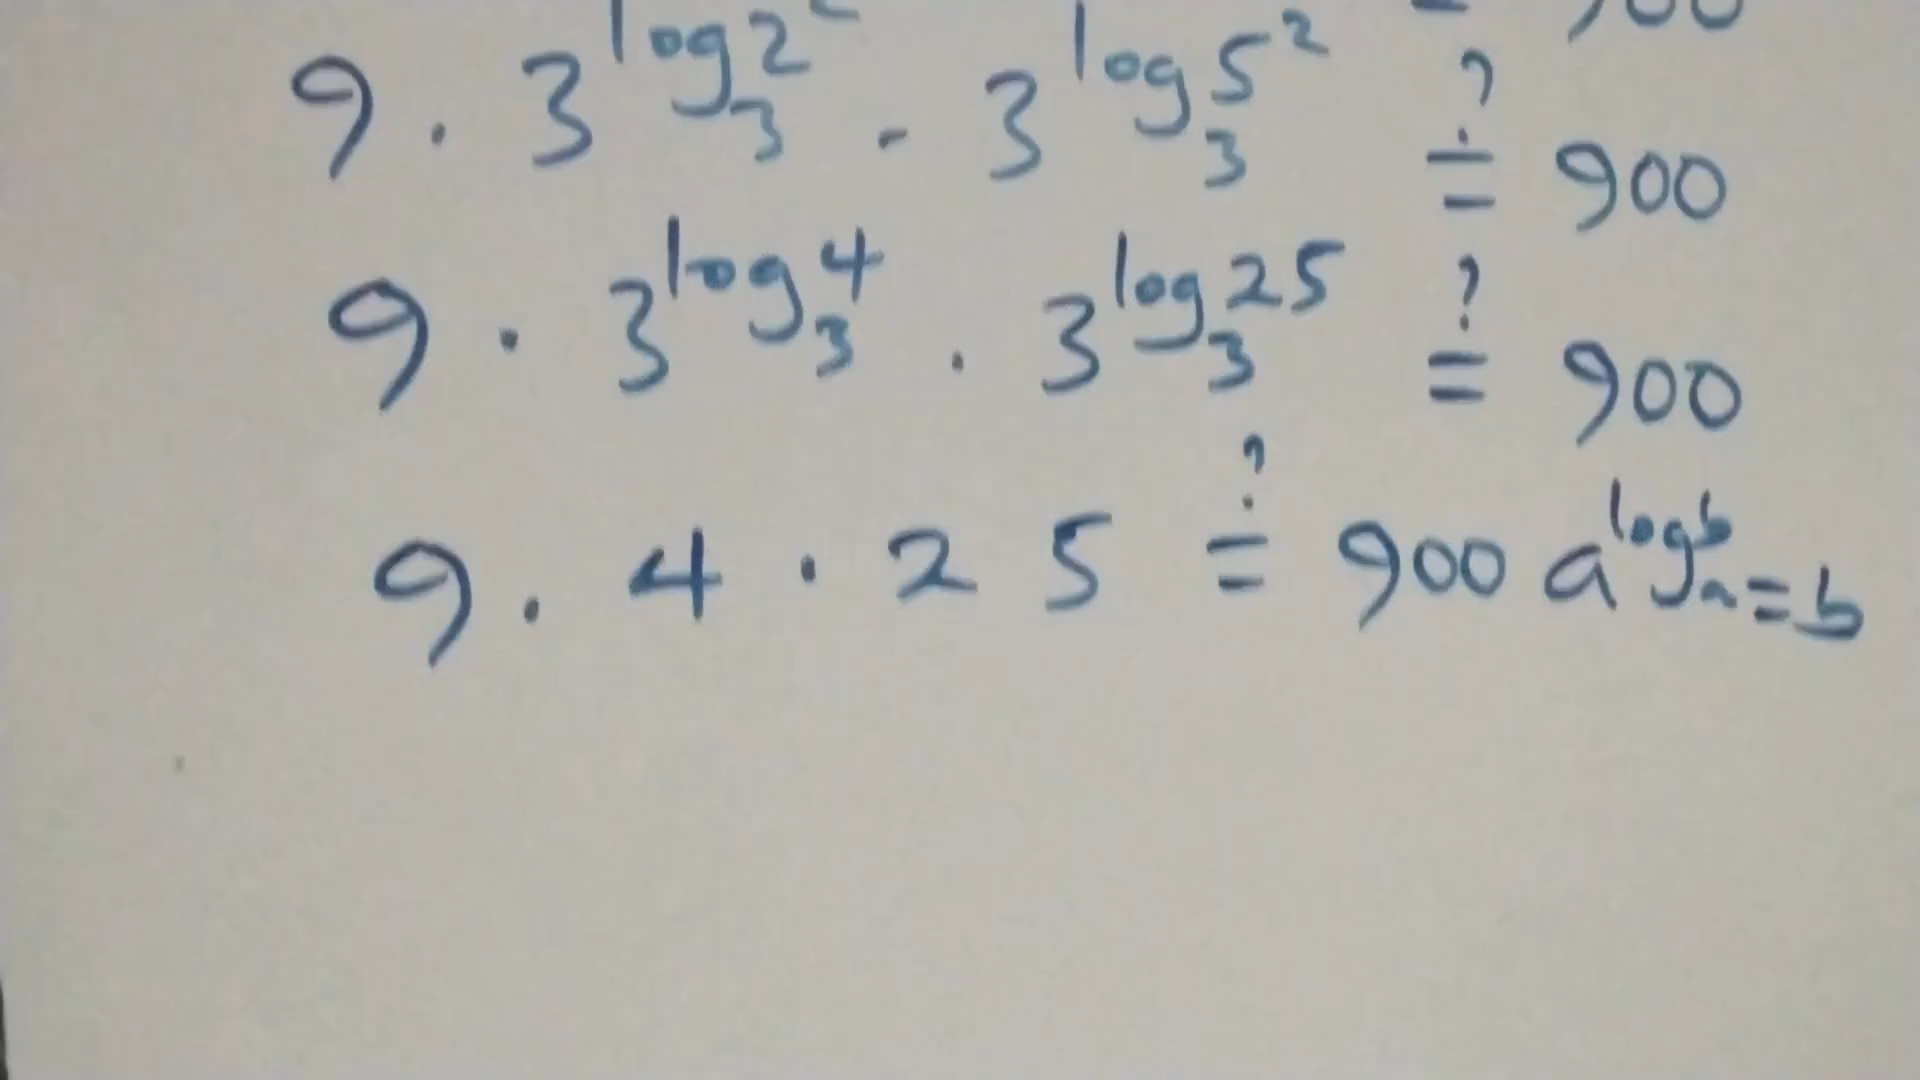 = 900
9 . 3^{log_3 2^2} . 3^{log_3 5^2} ≟ 900
9 . 3^{log_3 4} . 3^{log_3 25} ≟ 900
9 . 4 . 25 ≟ 900 a^{log_a b} = b